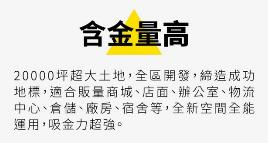 含金量高
20000坪超大土地，全區開發，締造成功
地標，適合販量商城、店面、辦公室、物流
中心、倉儲、廠房、宿舍等，全新空間全能
運用，吸金力超強。